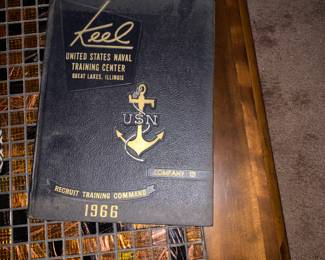 Keel
UNITED STATES NAVAL
TRAINING CENTER
GREAT LAKES, ILLINOIS
USN
COMPANY
RECRUIT TRAINING COMMAND
1966